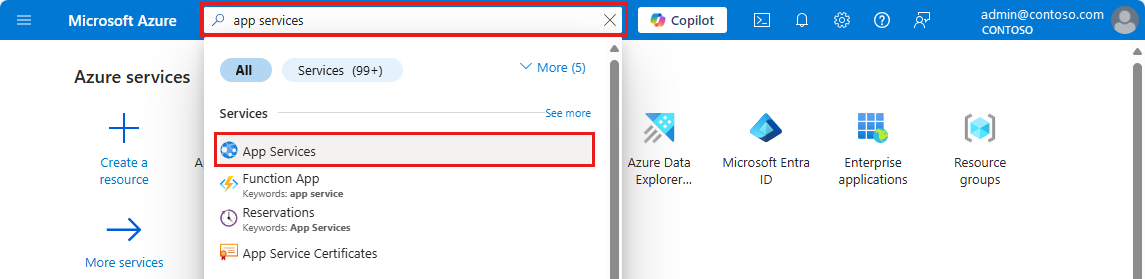 Microsoft Azure
app services
Copilot
admin@contoso.com
CONTOSO
Azure services
All
Services (99+)
More (5)
Services
See more
App Services
Function App
Keywords: app service
Reservations
Keywords: App Services
App Service Certificates
Create a
resource
A
Azure Data
Explorer...
Microsoft Entra
ID
Enterprise
applications
Resource
groups
More services